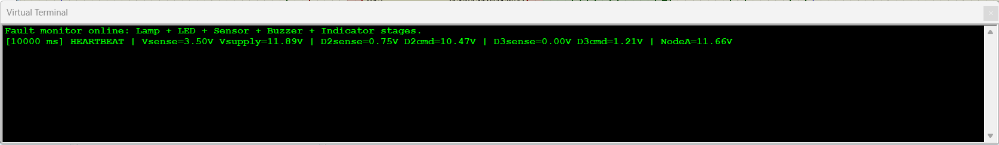 Virtual Terminal
Fault monitor online: Lamp + LED + Sensor + Buzzer + Indicator stages.
[10000 ms] HEARTBEAT | Vsense=3.50V Vsupply=11.89V | D2sense=0.75V D2cmd=10.47V | D3sense=0.00V D3cmd=1.21V | NodeA=11.66V